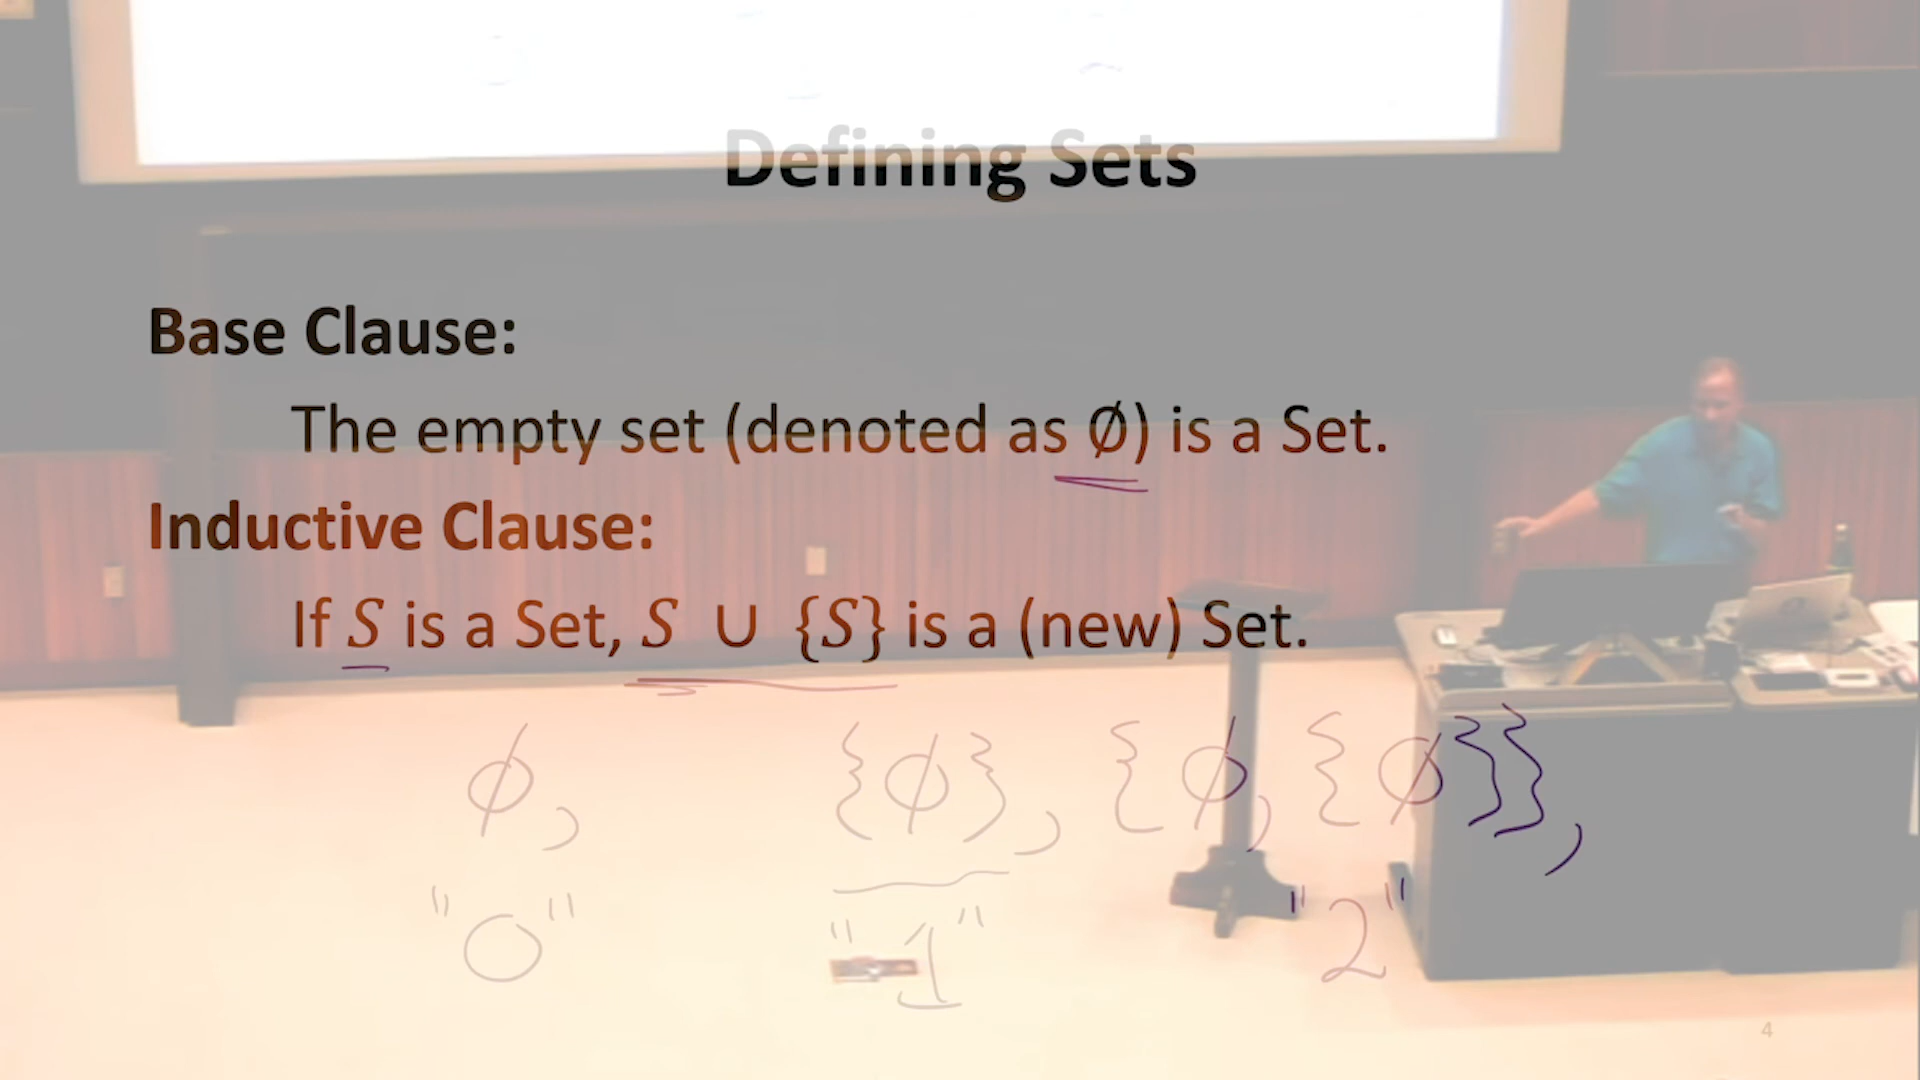 Defining Sets
Base Clause:
The empty set (denoted as ∅) is a Set.
Inductive Clause:
If S is a Set, S ∪ {S} is a (new) Set.
ϕ, {ϕ}, {ϕ, {ϕ}},
"0" "1" "2"
4